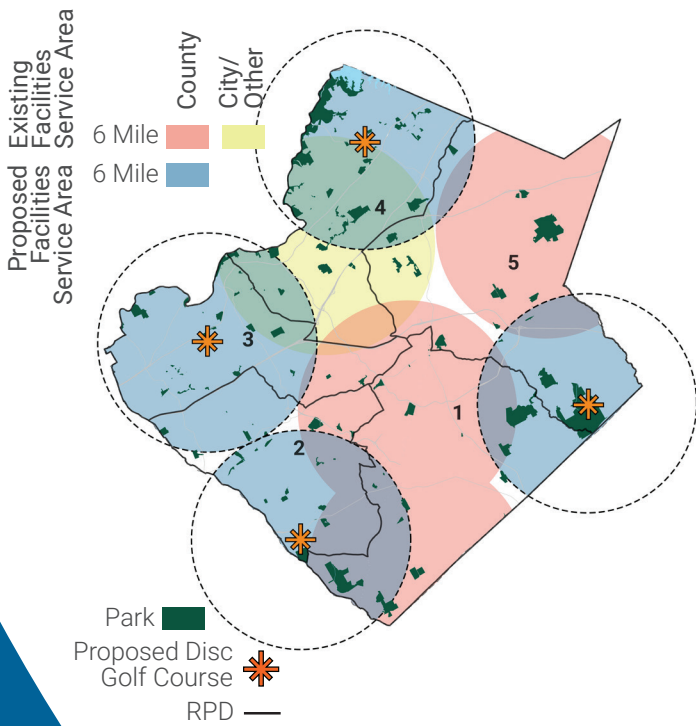 Existing
Facilities
Service Area
County
City/
Other
6 Mile
Proposed
Facilities
Service Area
6 Mile
4
5
3
1
2
Park
Proposed Disc
Golf Course
RPD